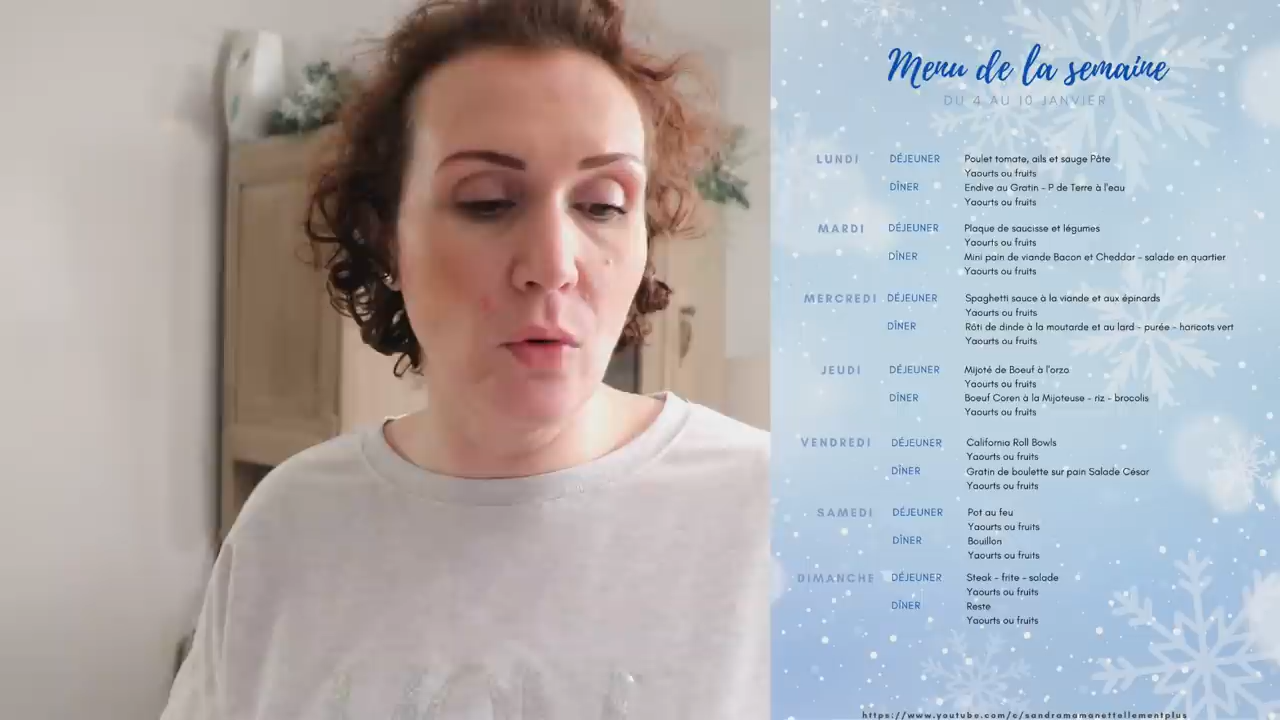 Menu de la semaine
DU 4 AU 10 JANVIER
LUNDI DÉJEUNER Poulet tomate, ails et sauge Pâte
Yaourts ou fruits
DÎNER Endive au Gratin - P de Terre à l'eau
Yaourts ou fruits
MARDI DÉJEUNER Plaque de saucisse et légumes
Yaourts ou fruits
DÎNER Mini pain de viande Bacon et Cheddar - salade en quartier
Yaourts ou fruits
MERCREDI DÉJEUNER Spaghetti sauce à la viande et aux épinards
Yaourts ou fruits
DÎNER Rôti de dinde à la moutarde et au lard - purée - haricots vert
Yaourts ou fruits
JEUDI DÉJEUNER Mijoté de Boeuf à l'orzo
Yaourts ou fruits
DÎNER Boeuf Coren à la Mijoteuse - riz - brocolis
Yaourts ou fruits
VENDREDI DÉJEUNER California Roll Bowls
Yaourts ou fruits
DÎNER Gratin de boulette sur pain Salade César
Yaourts ou fruits
SAMEDI DÉJEUNER Pot au feu
Yaourts ou fruits
DÎNER Bouillon
Yaourts ou fruits
DIMANCHE DÉJEUNER Steak - frite - salade
Yaourts ou fruits
DÎNER Reste
Yaourts ou fruits
https://www.youtube.com/c/sandramamanettellementplus